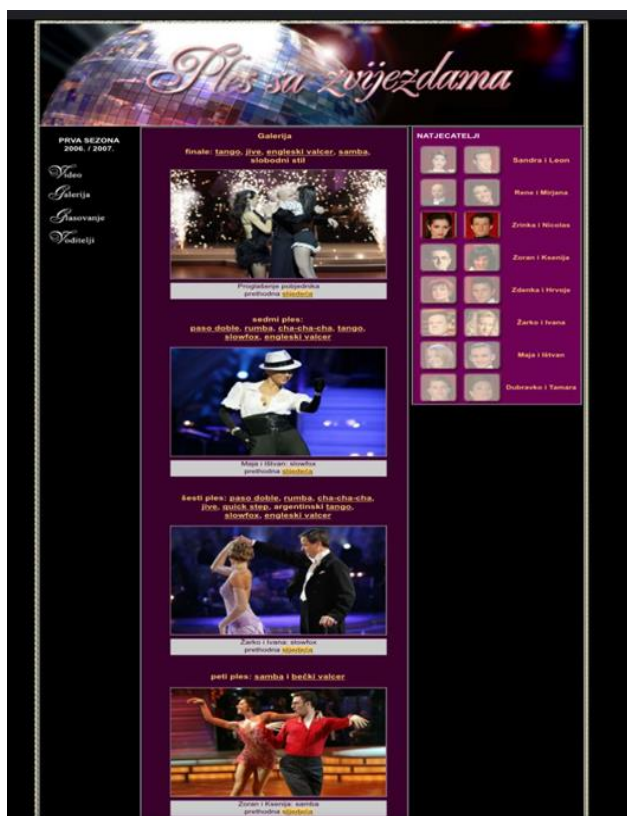 Ples sa zvijezdama
PRVA SEZONA
2006. / 2007.
Video
Galerija
Glasovanje
Voditelji
Galerija
finale: tango, jive, engleski valcer, samba,
slobodni stil
Proglašenje pobjednika
prethodna sljedeća
sedmi ples:
paso doble, rumba, cha-cha-cha, tango,
slowfox, engleski valcer
Maja i Ištvan: slowfox
prethodna sljedeća
šesti ples: paso doble, rumba, cha-cha-cha,
jive, quick step, argentinski tango,
slowfox, engleski valcer
Žarko i Ivana: slowfox
prethodna sljedeća
peti ples: samba i bečki valcer
Zoran i Ksenija: samba
prethodna sljedeća
NATJECATELJI
Sandra i Leon
Rene i Mirjana
Zrinka i Nicolas
Zoran i Ksenija
Zdenka i Hrvoje
Žarko i Ivana
Maja i Ištvan
Dubravko i Tamara